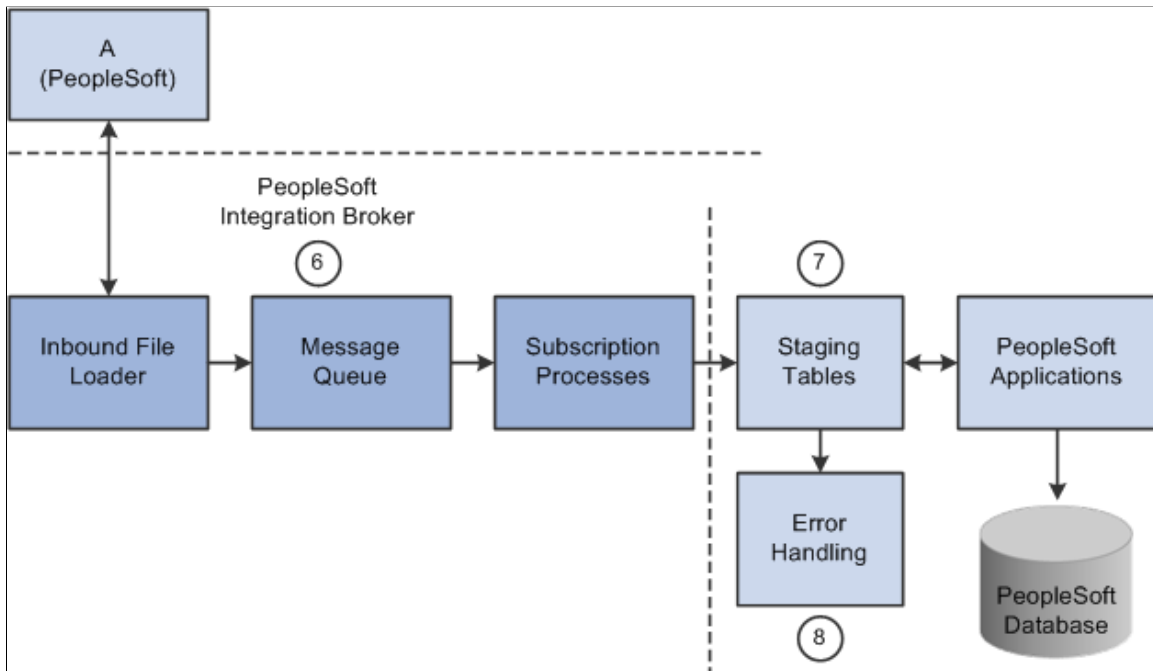 A
(PeopleSoft)
PeopleSoft
Integration Broker
6
7
Inbound File
Loader
Message
Queue
Subscription
Processes
Staging
Tables
PeopleSoft
Applications
Error
Handling
8
PeopleSoft
Database